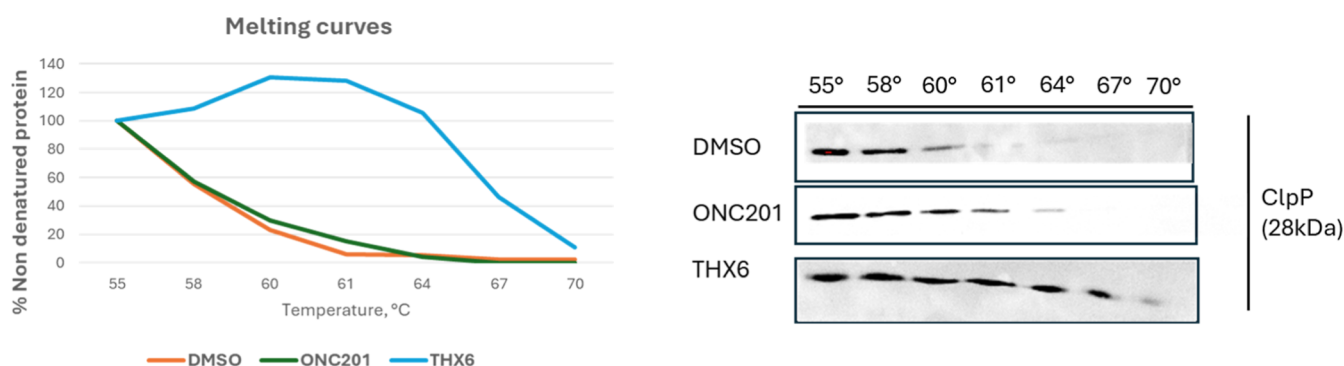 Melting curves
% Non denatured protein
140
120
100
80
60
40
20
0
55 58 60 61 64 67 70
Temperature, °C
DMSO ONC201 THX6
55° 58° 60° 61° 64° 67° 70°
DMSO
ONC201
THX6
ClpP
(28kDa)